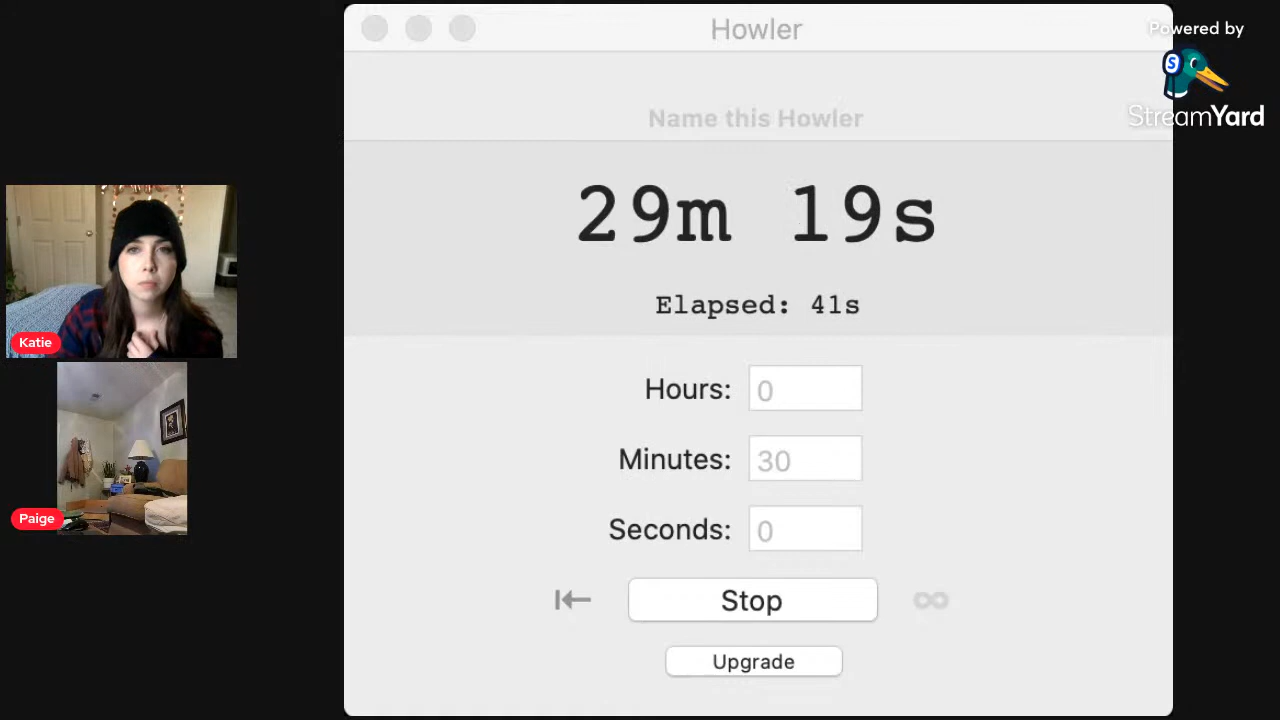 Howler
Powered by
StreamYard
Name this Howler
29m 19s
Elapsed: 41s
Hours: 0
Minutes: 30
Seconds: 0
Stop
Upgrade
Katie
Paige